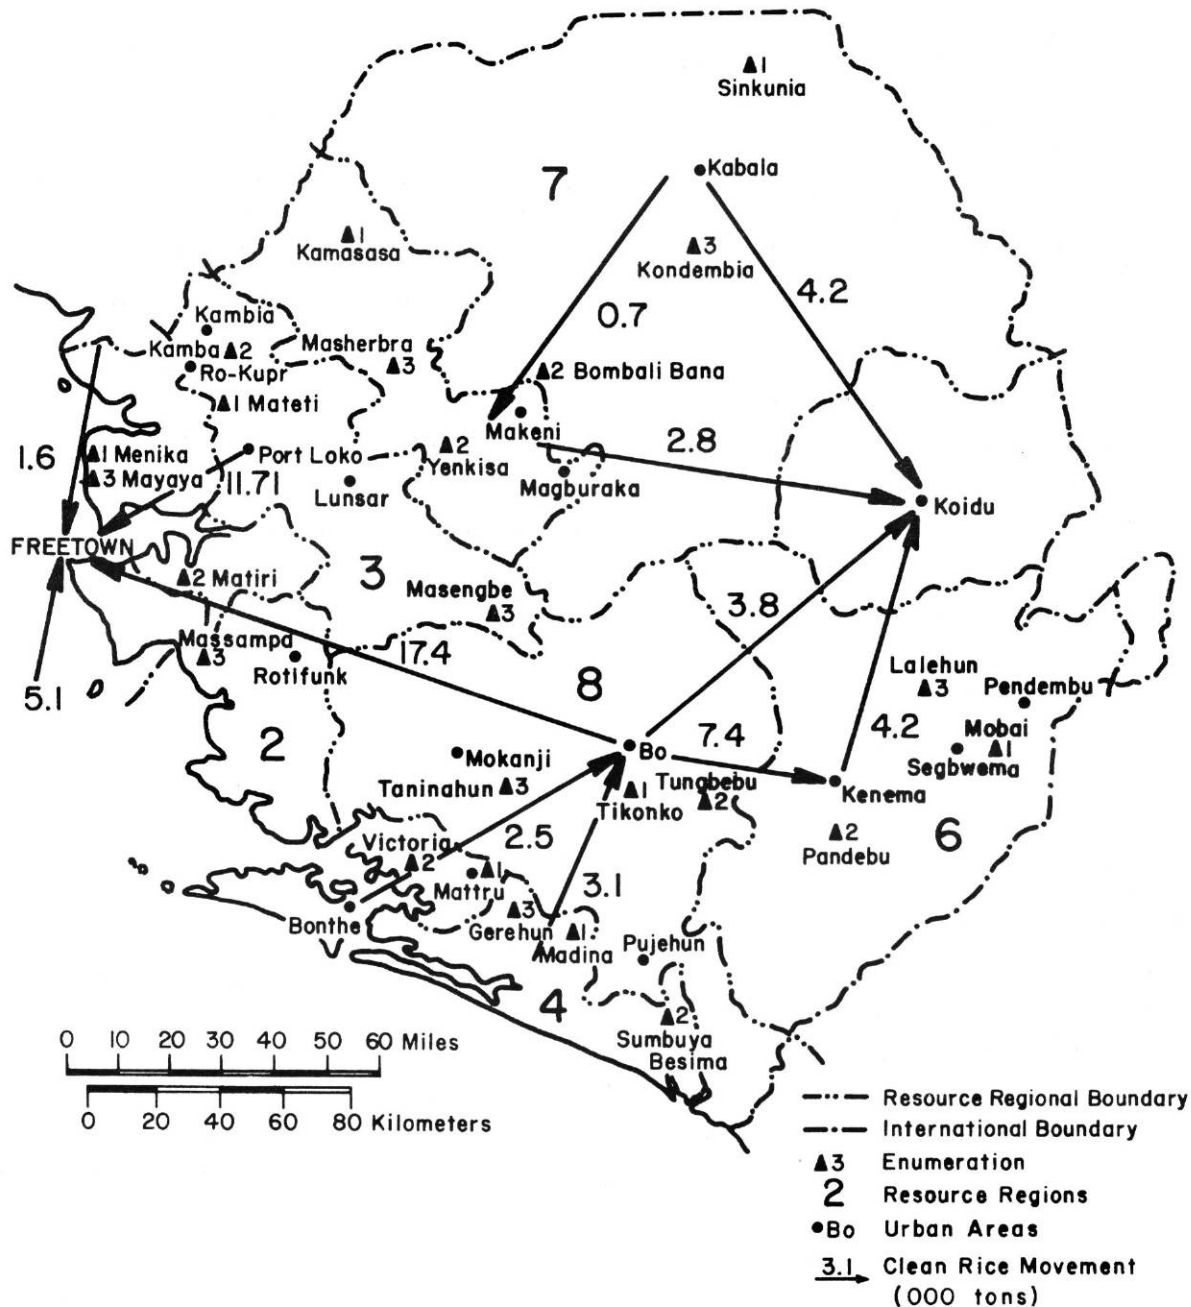 1
Sinkunia
7
Kabala
1
Kamasasa
3
Kondembia
4.2
0.7
Kambia
Kamba 2
Masherbra
3
Ro-Kupr
2 Bombali Bana
1 Mateti
Makeni
2.8
1.6
1 Menika
Port Loko
2
Yenkisa
3 Mayaya
11.71
Lunsar
Magburaka
Koidu
FREETOWN
2 Matiri
3
Masengbe
3
3.8
Massampa
3
Rotifunk
17.4
8
Lalehun
3
Pendembu
5.1
2
7.4
4.2
Mobai
1
Bo
Mokanji
Segbwema
Taninahun 3
1
Tikonko
Tungbebu
2
Kenema
6
2.5
2
Pandebu
Victoria
2
1
Mattru
3.1
3
Gerehun
1
Madina
Bonthe
Pujehun
4
2
Sumbuya
Besima
0 10 20 30 40 50 60 Miles
0 20 40 60 80 Kilometers
Resource Regional Boundary
International Boundary
3 Enumeration
2 Resource Regions
Bo Urban Areas
3.1 Clean Rice Movement
(000 tons)